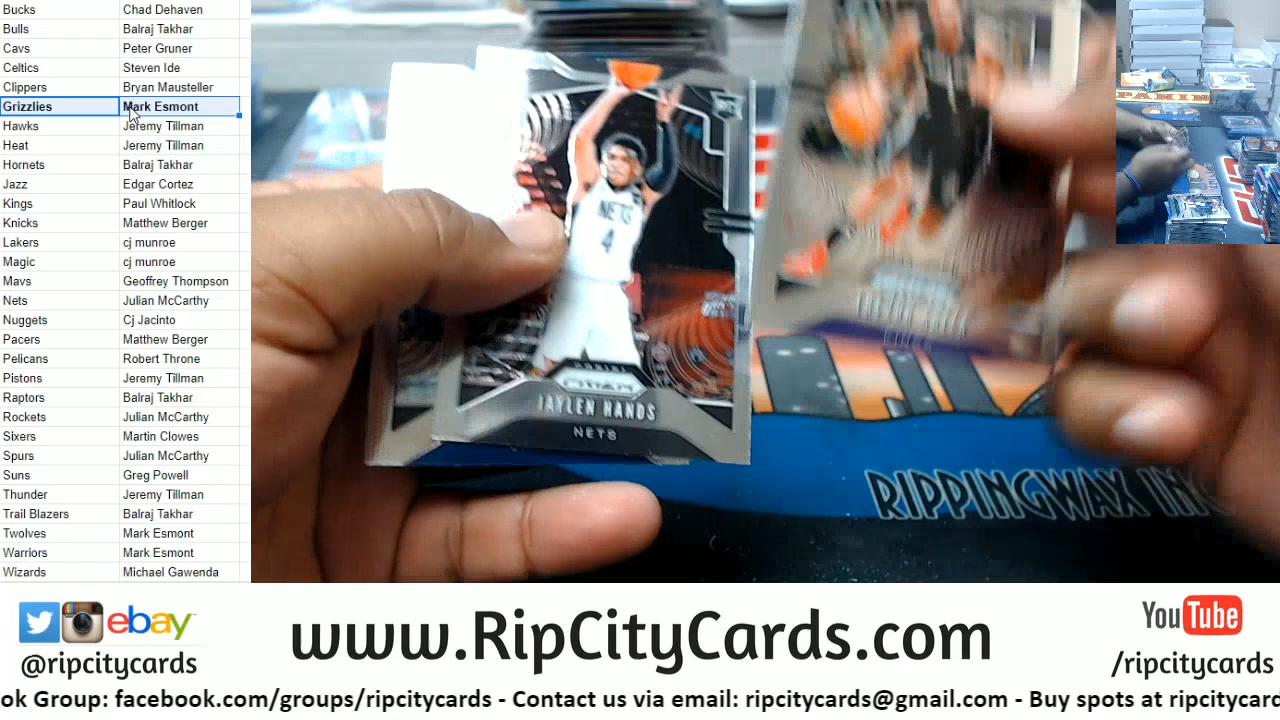 Bucks Chad Dehaven
Bulls Balraj Takhar
Cavs Peter Gruner
Celtics Steven Ide
Clippers Bryan Mausteller
Grizzlies Mark Esmont
Hawks Jeremy Tillman
Heat Jeremy Tillman
Hornets Balraj Takhar
Jazz Edgar Cortez
Kings Paul Whitlock
Knicks Matthew Berger
Lakers cj munroe
Magic cj munroe
Mavs Geoffrey Thompson
Nets Julian McCarthy
Nuggets Cj Jacinto
Pacers Matthew Berger
Pelicans Robert Throne
Pistons Jeremy Tillman
Raptors Balraj Takhar
Rockets Julian McCarthy
Sixers Martin Clowes
Spurs Julian McCarthy
Suns Greg Powell
Thunder Jeremy Tillman
Trail Blazers Balraj Takhar
Twolves Mark Esmont
Warriors Mark Esmont
Wizards Michael Gawenda
RC
NETS
4
PANINI
PRIZM
JAYLEN HANDS
NETS
PANINI
RIPPINGWAX IN
ebay
@ripcitycards
www.RipCityCards.com
YouTube
/ripcitycards
ok Group: facebook.com/groups/ripcitycards - Contact us via email: ripcitycards@gmail.com - Buy spots at ripcitycard